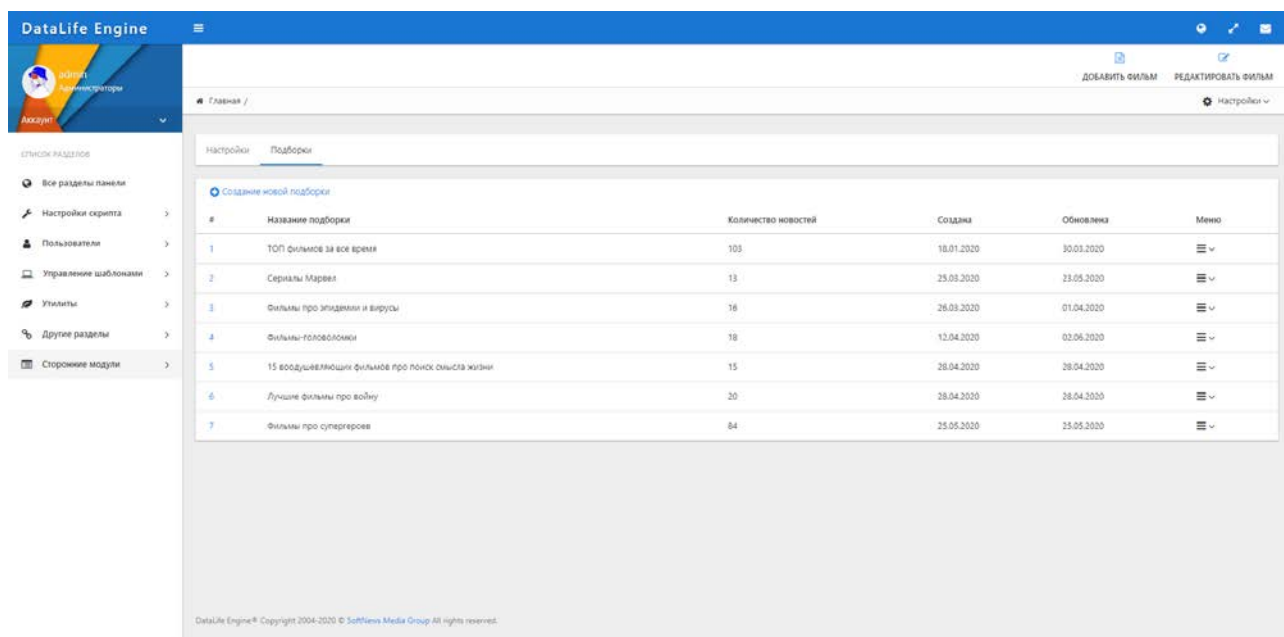 DataLife Engine
admin
Администраторы
Аккаунт
ДОБАВИТЬ ФИЛЬМ
РЕДАКТИРОВАТЬ ФИЛЬМ
Главная /
Настройки
СПИСОК РАЗДЕЛОВ
Все разделы панели
Настройки скрипта
Пользователи
Управление шаблонами
Утилиты
Другие разделы
Сторонние модули
Настройки Подборки
Создание новой подборки
# Название подборки Количество новостей Создана Обновлена Меню
1 ТОП фильмов за все время 103 18.01.2020 30.03.2020
2 Сериалы Марвел 13 25.03.2020 23.05.2020
3 Фильмы про эпидемии и вирусы 16 26.03.2020 01.04.2020
4 Фильмы-головоломки 18 12.04.2020 02.06.2020
5 15 воодушевляющих фильмов про поиск смысла жизни 15 28.04.2020 28.04.2020
6 Лучшие фильмы про войну 20 28.04.2020 28.04.2020
7 Фильмы про супергероев 84 25.05.2020 25.05.2020
DataLife Engine® Copyright 2004-2020 © SoftNews Media Group All rights reserved.